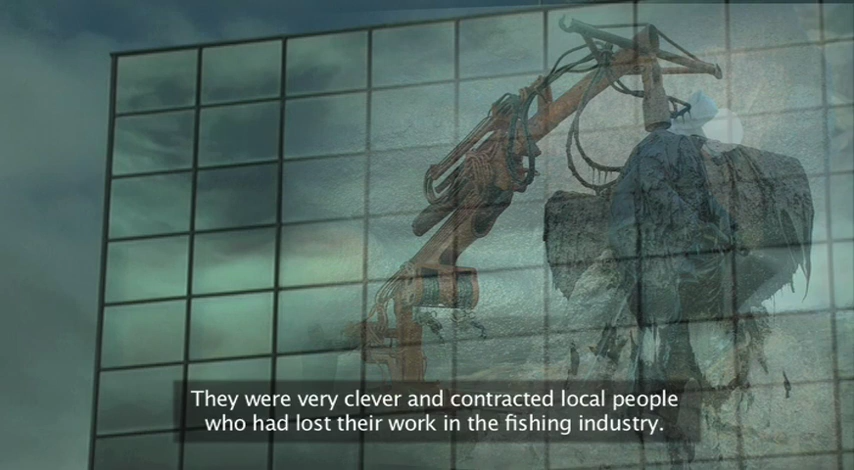 They were very clever and contracted local people
who had lost their work in the fishing industry.